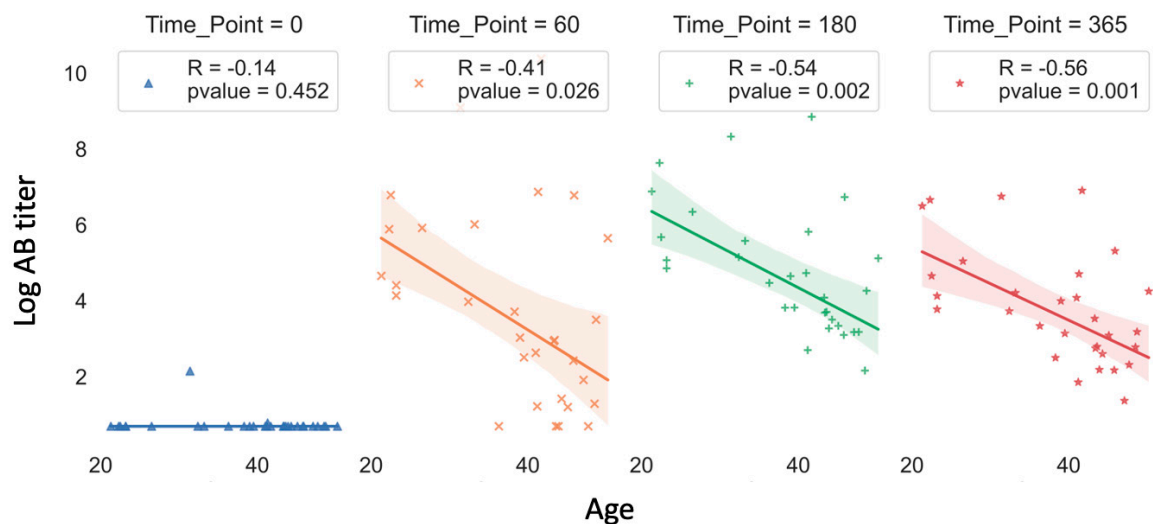 Time_Point = 0
Time_Point = 60
Time_Point = 180
Time_Point = 365
R = -0.14
pvalue = 0.452
R = -0.41
pvalue = 0.026
R = -0.54
pvalue = 0.002
R = -0.56
pvalue = 0.001
10
8
6
4
2
Log AB titer
20 40
20 40
20 40
20 40
Age